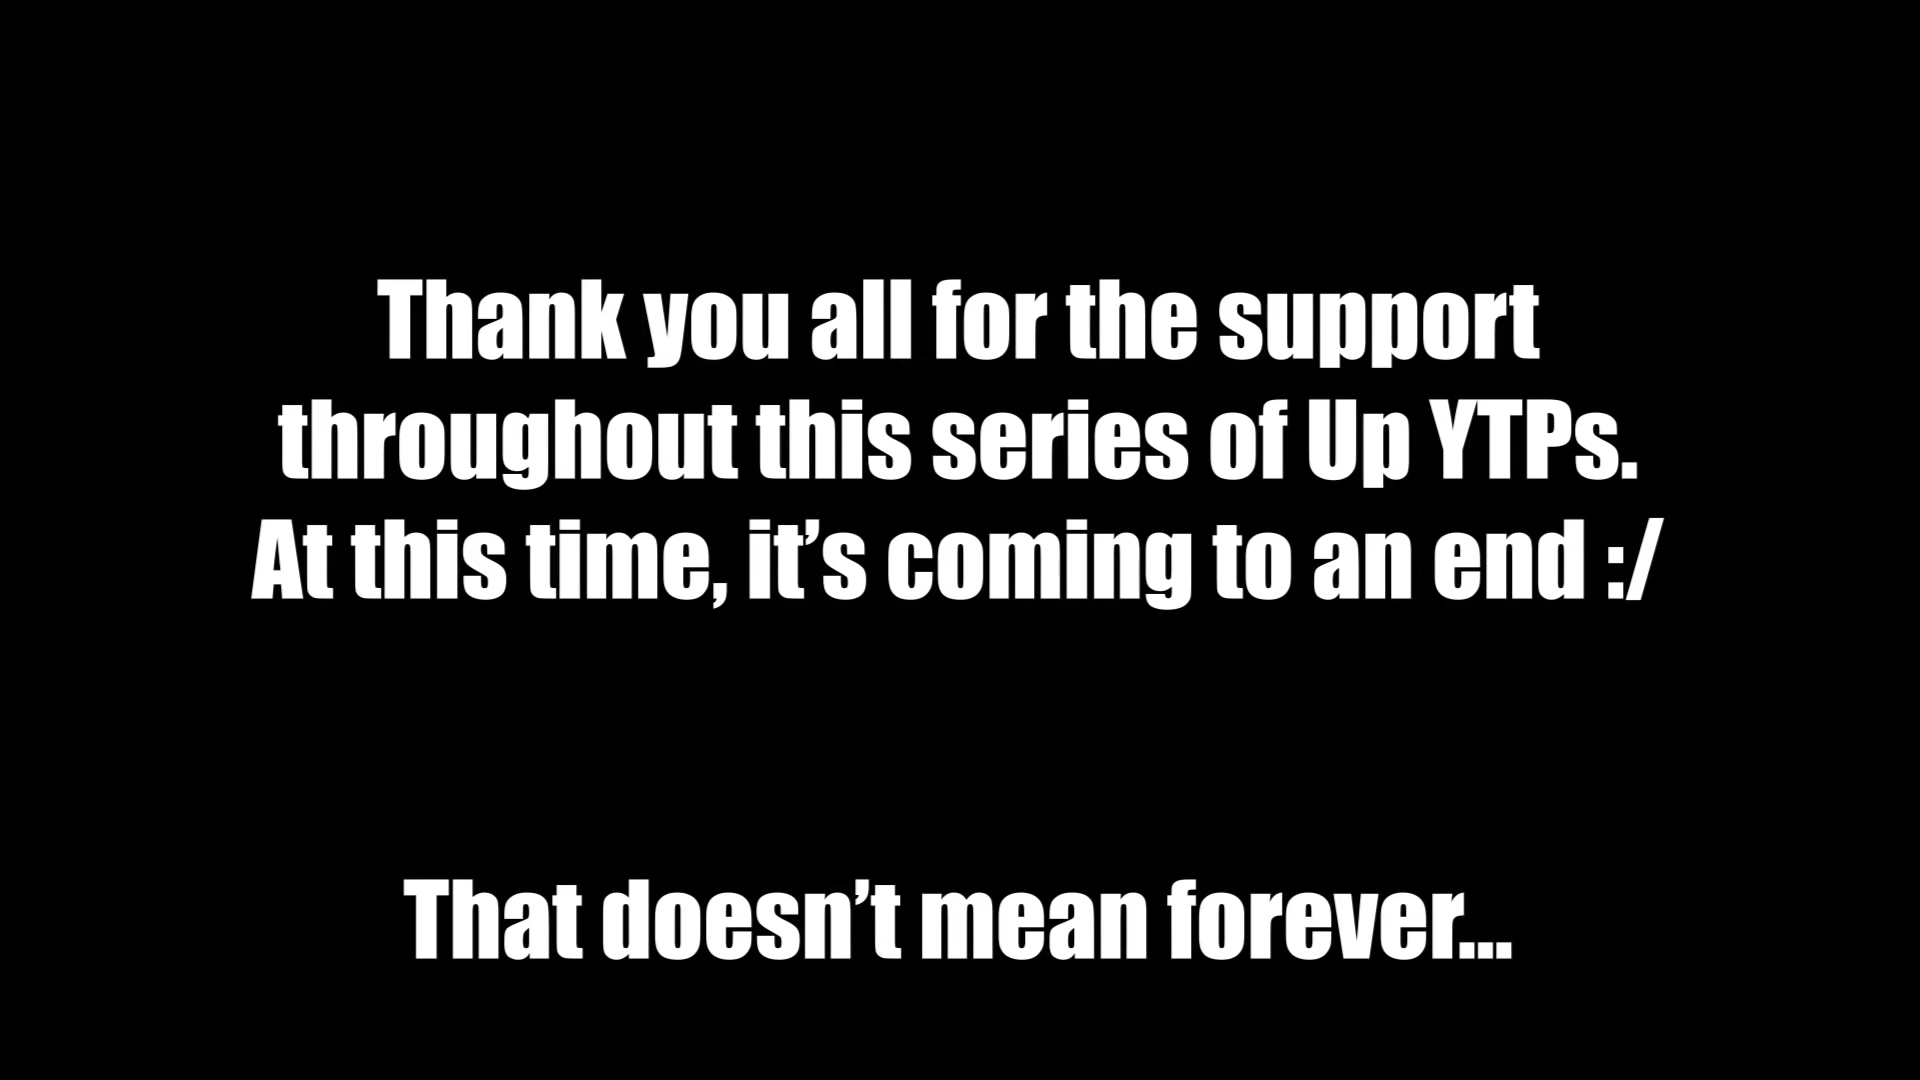 Thank you all for the support
throughout this series of Up YTPs.
At this time, it’s coming to an end :/
That doesn’t mean forever...